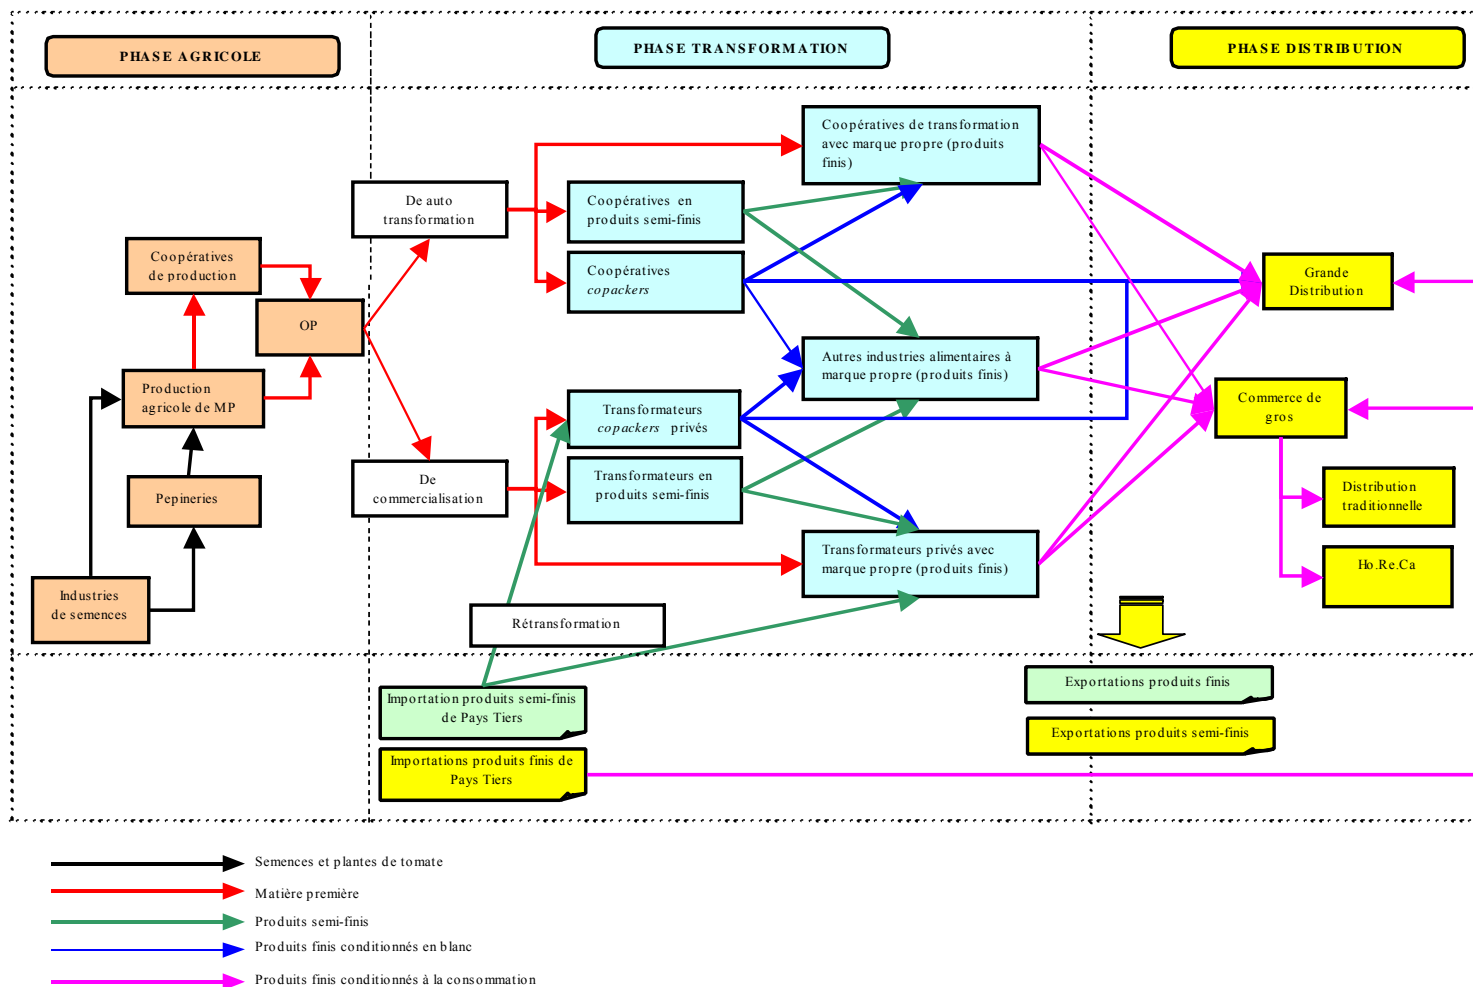 PHASE AGRICOLE
PHASE TRANSFORMATION
PHASE DISTRIBUTION
Coopératives de transformation
avec marque propre (produits
finis)
De auto
transformation
Coopératives en
produits semi-finis
Coopératives
de production
Coopératives
copackers
Grande
Distribution
OP
Autres industries alimentaires à
marque propre (produits finis)
Production
agricole de MP
Transformateurs
copackers privés
Commerce de
gros
De
commercialisation
Transformateurs en
produits semi-finis
Pepineries
Distribution
traditionnelle
Transformateurs privés avec
marque propre (produits finis)
Ho.Re.Ca
Industries
de semences
Rétransformation
Importation produits semi-finis
de Pays Tiers
Exportations produits finis
Exportations produits semi-finis
Importations produits finis de
Pays Tiers
Semences et plantes de tomate
Matière première
Produits semi-finis
Produits finis conditionnés en blanc
Produits finis conditionnés à la consommation